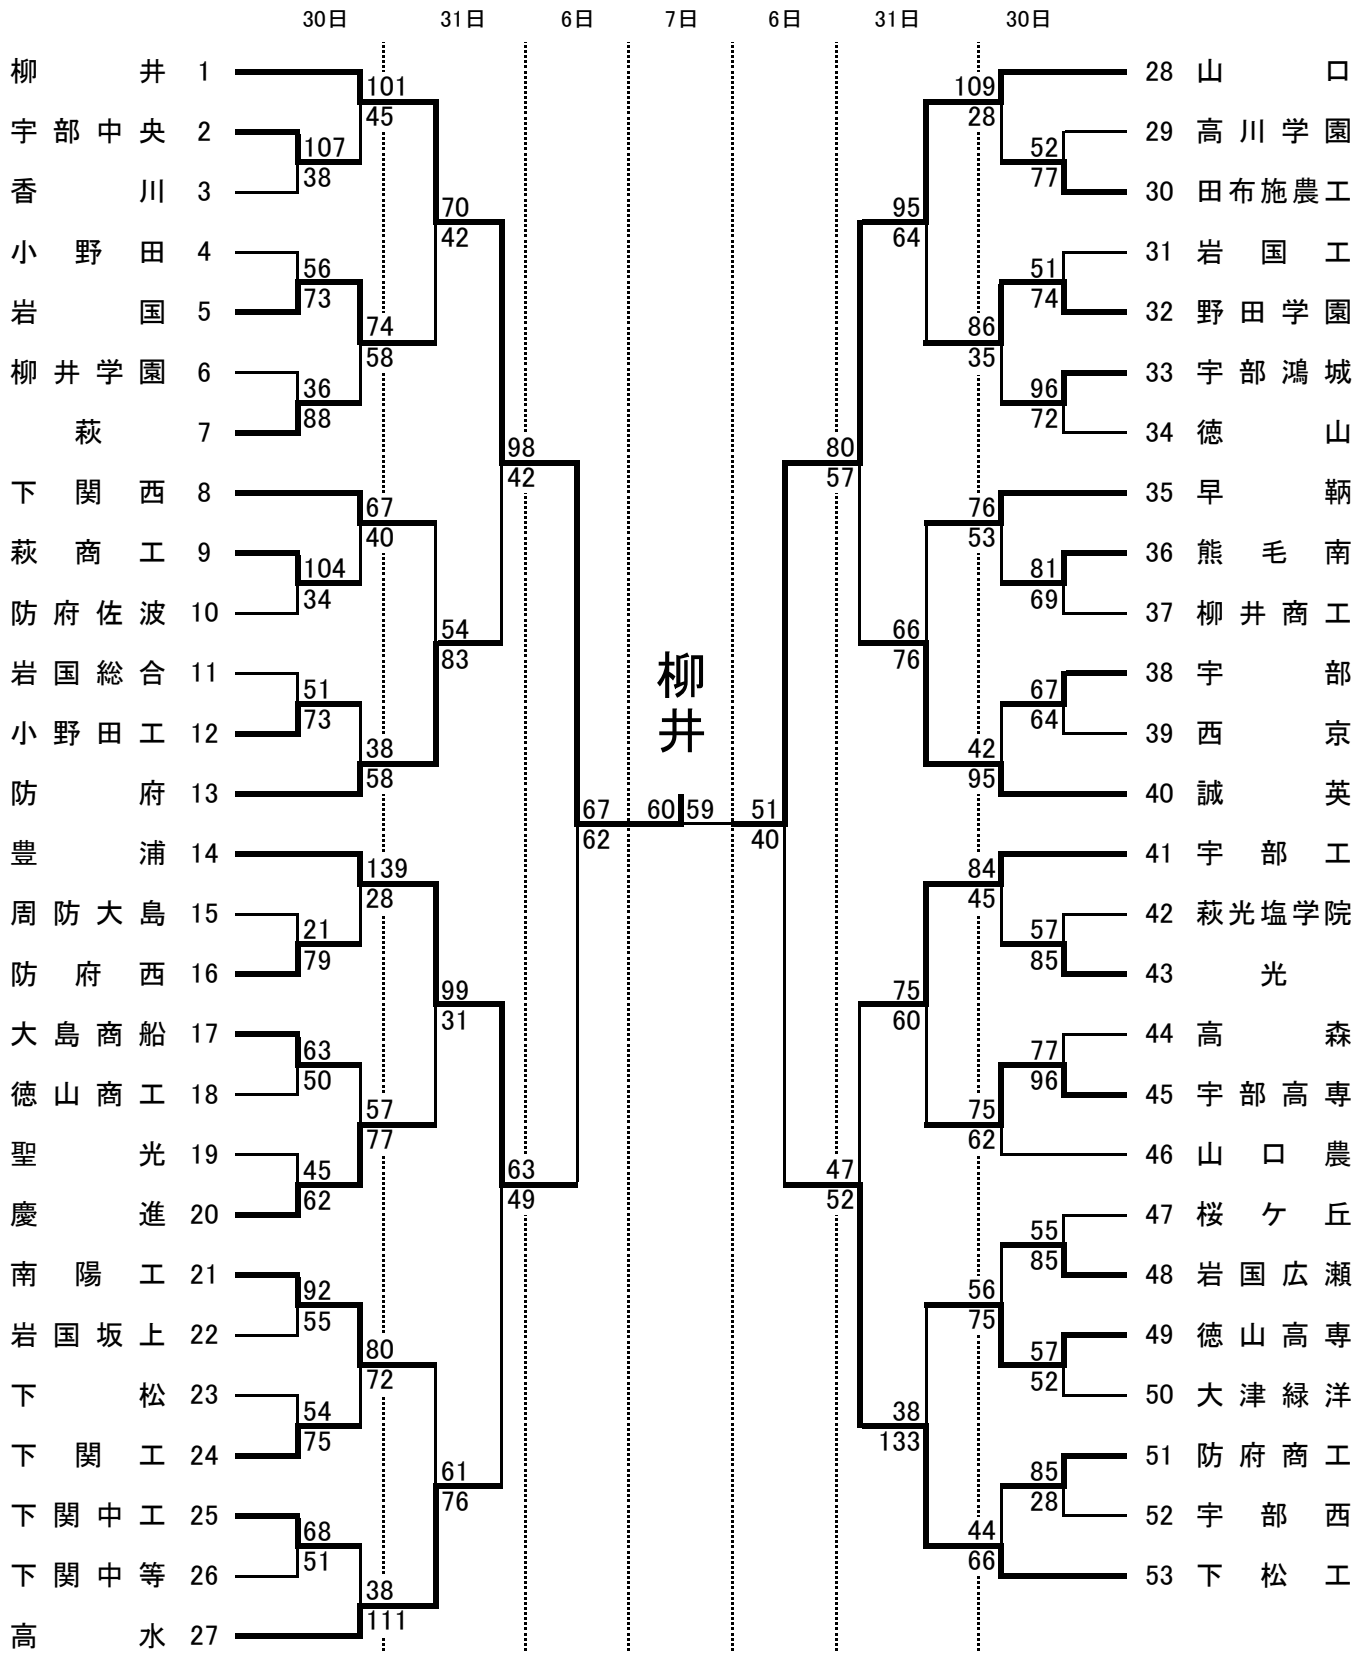 30日 31日 6日 7日 6日 31日 30日
柳井 1
宇部中央 2
香川 3
小野田 4
岩国 5
柳井学園 6
萩 7
下関西 8
萩商工 9
防府佐波 10
岩国総合 11
小野田工 12
防府 13
豊浦 14
周防大島 15
防府西 16
大島商船 17
徳山商工 18
聖光 19
慶進 20
南陽工 21
岩国坂上 22
下松 23
下関工 24
下関中工 25
下関中等 26
高水 27
101
45
107
38
56
73
74
58
36
88
67
40
104
34
51
73
38
58
139
28
21
79
63
50
57
77
45
62
92
55
80
72
54
75
68
51
38
111
70
42
54
83
99
31
61
76
98
42
63
49
67
62
柳井
60 59
51
40
80
57
47
52
95
64
66
76
75
60
38
133
109
28
52
77
51
74
86
35
96
72
76
53
81
69
67
64
42
95
84
45
57
85
77
96
75
62
55
85
56
75
57
52
85
28
44
66
28 山口
29 高川学園
30 田布施農工
31 岩国工
32 野田学園
33 宇部鴻城
34 徳山
35 早鞆
36 熊毛南
37 柳井商工
38 宇部
39 西京
40 誠英
41 宇部工
42 萩光塩学院
43 光
44 高森
45 宇部高専
46 山口農
47 桜ケ丘
48 岩国広瀬
49 徳山高専
50 大津緑洋
51 防府商工
52 宇部西
53 下松工